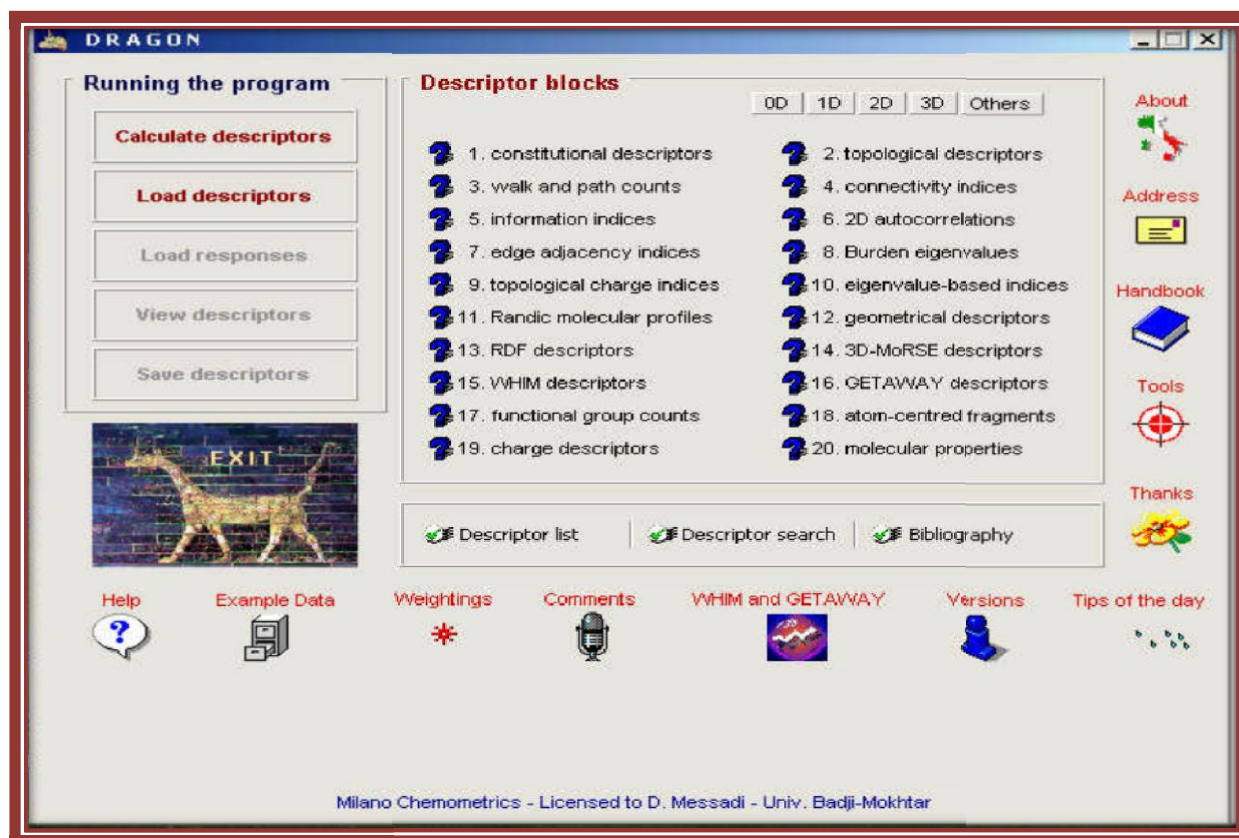 DRAGON
Running the program
Calculate descriptors
Load descriptors
Load responses
View descriptors
Save descriptors
EXIT
Descriptor blocks
0D 1D 2D 3D Others
1. constitutional descriptors
2. topological descriptors
3. walk and path counts
4. connectivity indices
5. information indices
6. 2D autocorrelations
7. edge adjacency indices
8. Burden eigenvalues
9. topological charge indices
10. eigenvalue-based indices
11. Randic molecular profiles
12. geometrical descriptors
13. RDF descriptors
14. 3D-MoRSE descriptors
15. WHIM descriptors
16. GETAWAY descriptors
17. functional group counts
18. atom-centred fragments
19. charge descriptors
20. molecular properties
Descriptor list
Descriptor search
Bibliography
About
Address
Handbook
Tools
Thanks
Help
Example Data
Weightings
Comments
WHIM and GETAWAY
Versions
Tips of the day
Milano Chemometrics - Licensed to D. Messadi - Univ. Badji-Mokhtar